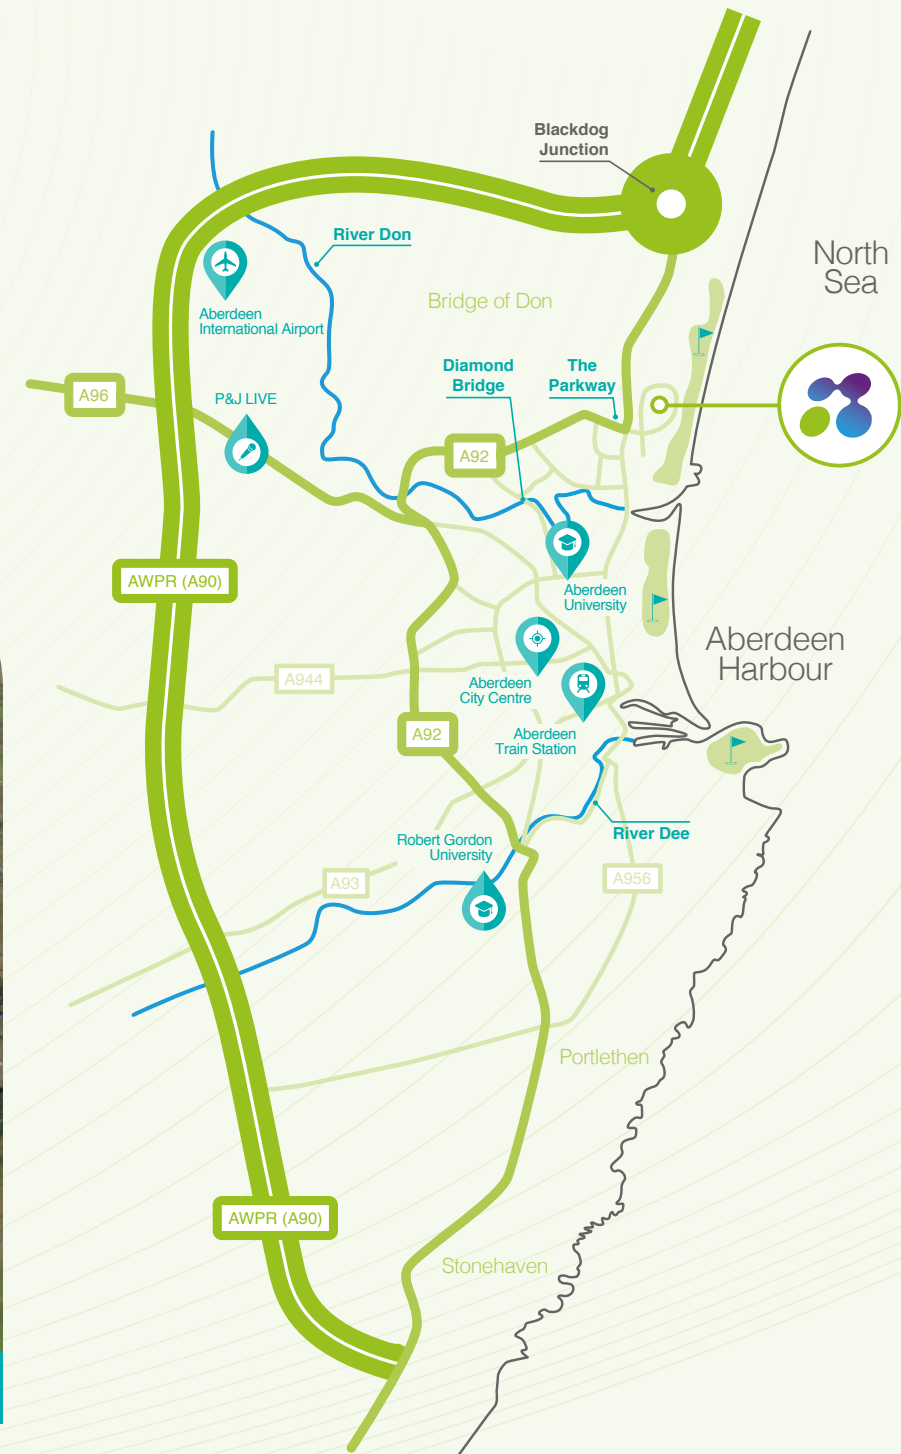 Blackdog
Junction
River Don
North
Sea
Aberdeen
International Airport
Bridge of Don
Diamond
Bridge
The
Parkway
A96
P&J LIVE
A92
AWPR (A90)
Aberdeen
University
Aberdeen
Harbour
A944
Aberdeen
City Centre
A92
Aberdeen
Train Station
River Dee
Robert Gordon
University
A93
A956
Portlethen
AWPR (A90)
Stonehaven